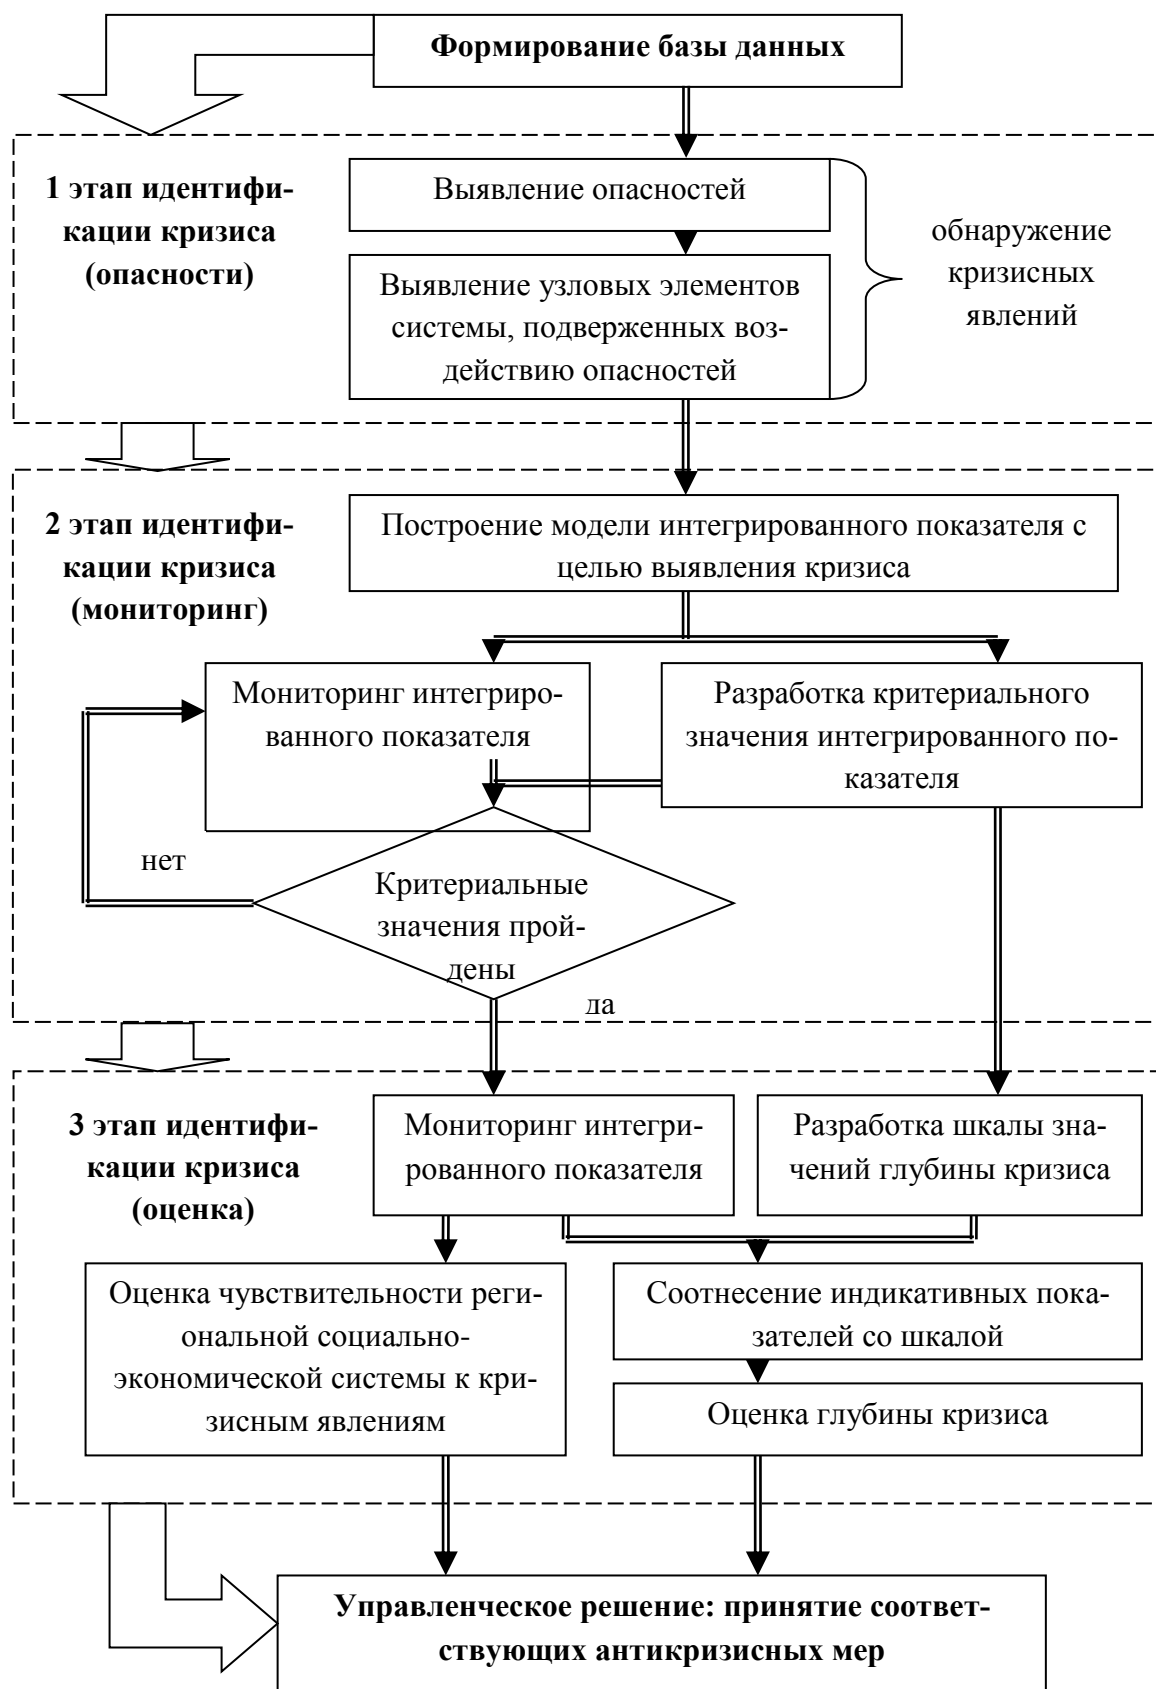 Формирование базы данных
1 этап идентифи-
кации кризиса
(опасности)
Выявление опасностей
Выявление узловых элементов
системы, подверженных воз-
действию опасностей
обнаружение
кризисных
явлений
2 этап идентифи-
кации кризиса
(мониторинг)
Построение модели интегрированного показателя с
целью выявления кризиса
Мониторинг интегриро-
ванного показателя
Разработка критериального
значения интегрированного по-
казателя
нет
Критериальные
значения прой-
дены
да
3 этап идентифи-
кации кризиса
(оценка)
Мониторинг интегри-
рованного показателя
Разработка шкалы зна-
чений глубины кризиса
Оценка чувствительности реги-
ональной социально-
экономической системы к кри-
зисным явлениям
Соотнесение индикативных пока-
зателей со шкалой
Оценка глубины кризиса
Управленческое решение: принятие соответ-
ствующих антикризисных мер